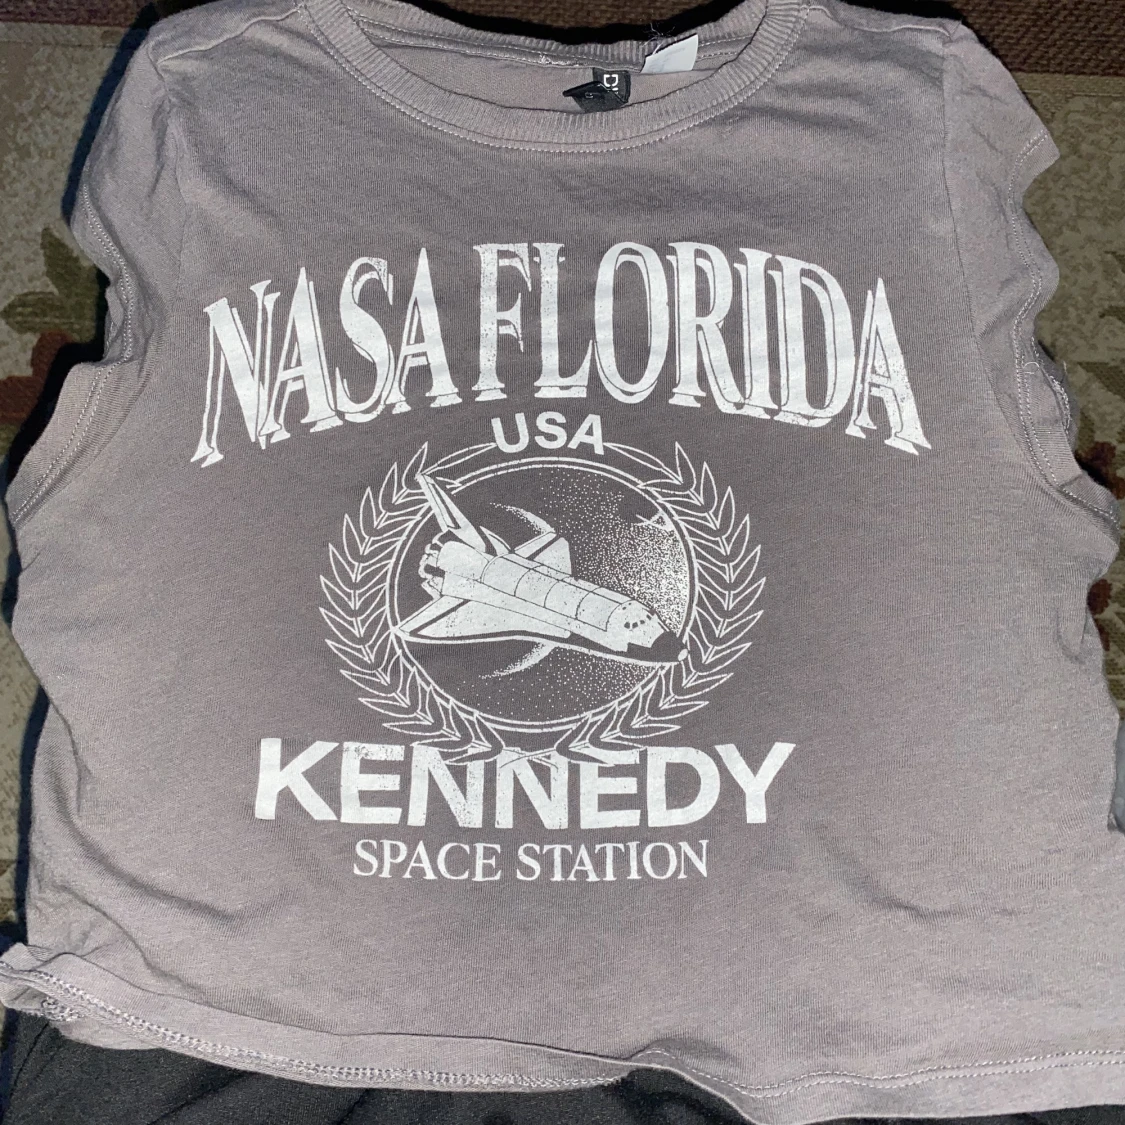 NASA FLORIDA
USA
KENNEDY
SPACE STATION